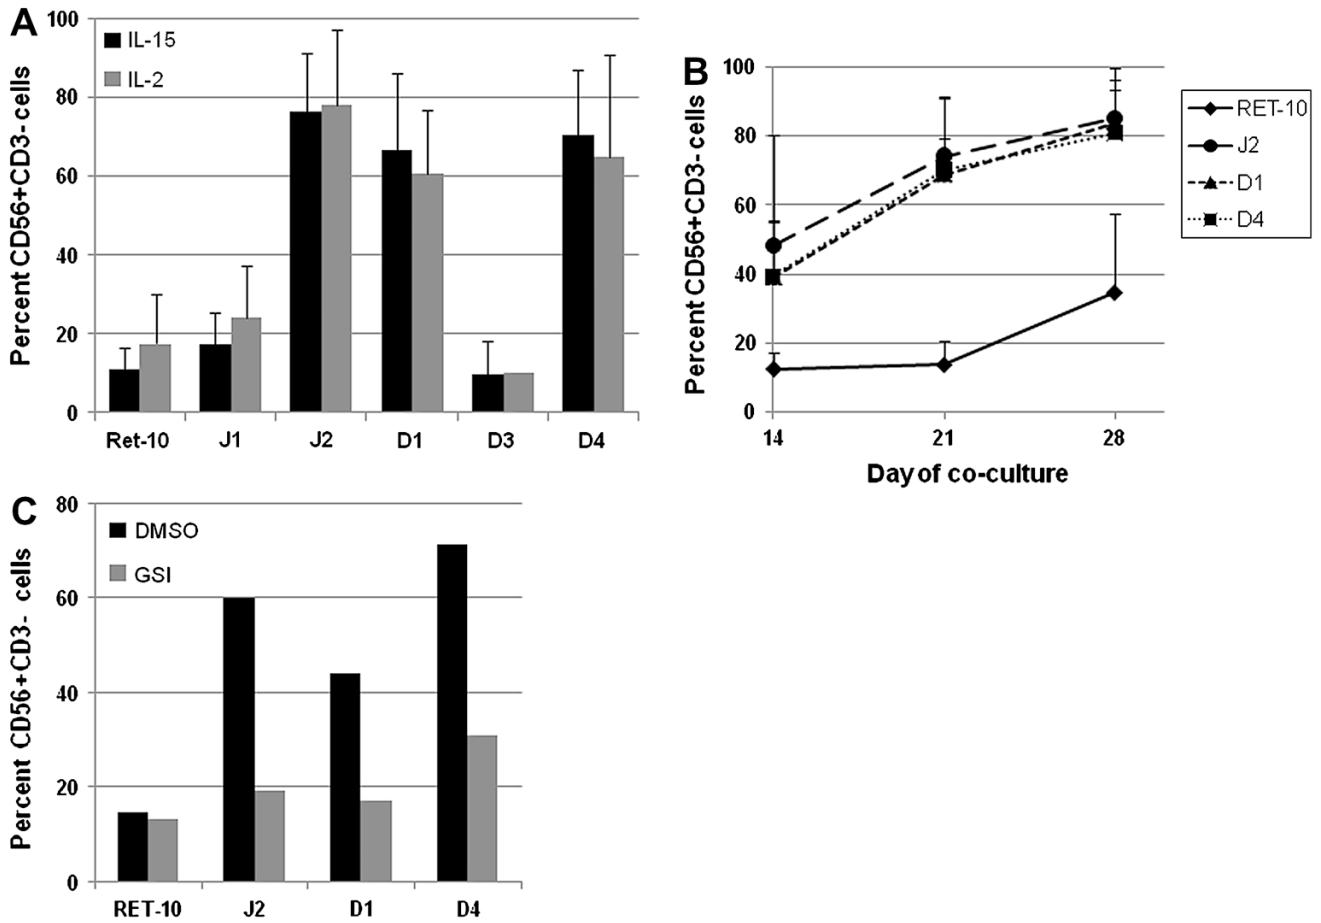 A
Percent CD56+CD3- cells
100
80
60
40
20
0
IL-15
IL-2
Ret-10 J1 J2 D1 D3 D4
B
Percent CD56+CD3- cells
100
80
60
40
20
0
14 21 28
Day of co-culture
RET-10
J2
D1
D4
C
Percent CD56+CD3- cells
80
60
40
20
0
DMSO
GSI
RET-10 J2 D1 D4